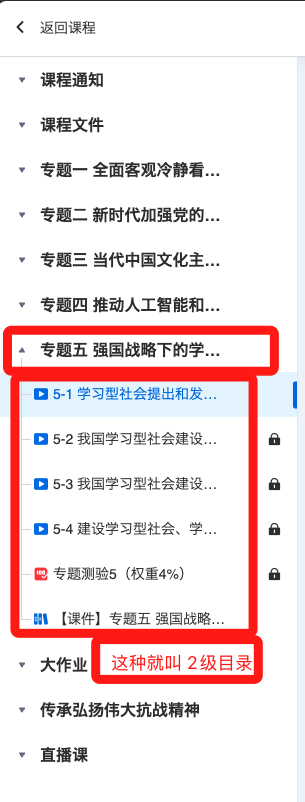 返回课程
课程通知
课程文件
专题一 全面客观冷静看...
专题二 新时代加强党的...
专题三 当代中国文化主...
专题四 推动人工智能和...
专题五 强国战略下的学...
5-1 学习型社会提出和发...
5-2 我国学习型社会建设...
5-3 我国学习型社会建设...
5-4 建设学习型社会、学...
100 专题测验5（权重4%）
【课件】专题五 强国战略...
大作业 这种就叫 2 级目录
传承弘扬伟大抗战精神
直播课